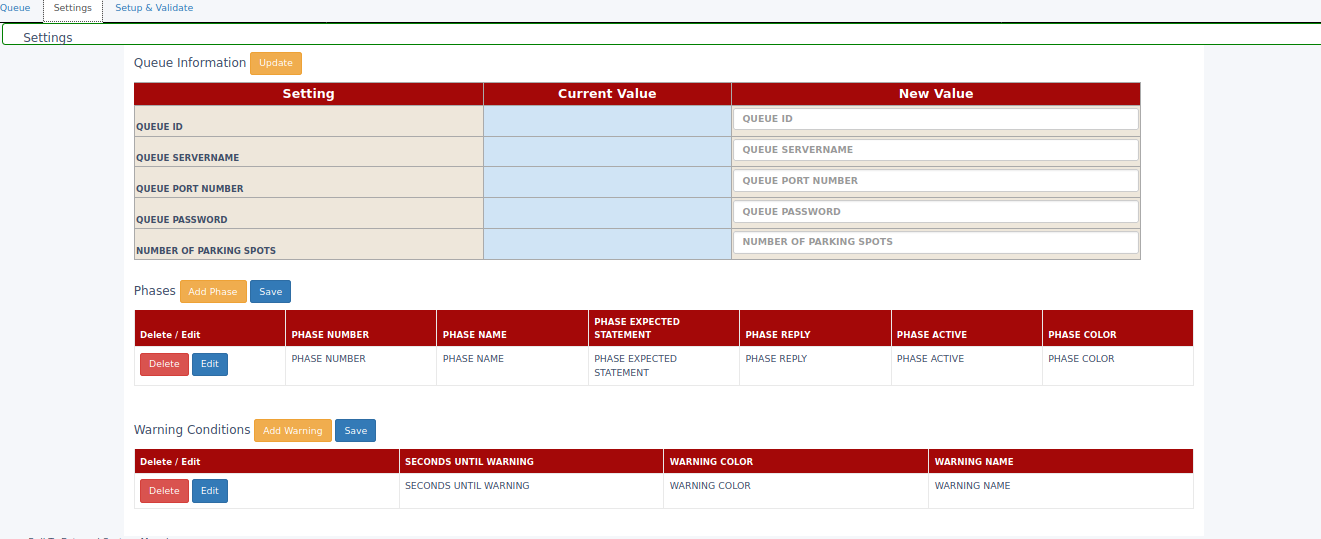 Queue Settings Setup & Validate
Settings
Queue Information Update
Setting Current Value New Value
QUEUE ID QUEUE ID
QUEUE SERVERNAME QUEUE SERVERNAME
QUEUE PORT NUMBER QUEUE PORT NUMBER
QUEUE PASSWORD QUEUE PASSWORD
NUMBER OF PARKING SPOTS NUMBER OF PARKING SPOTS
Phases Add Phase Save
Delete / Edit PHASE NUMBER PHASE NAME PHASE EXPECTED STATEMENT PHASE REPLY PHASE ACTIVE PHASE COLOR
Delete Edit PHASE NUMBER PHASE NAME PHASE EXPECTED STATEMENT PHASE REPLY PHASE ACTIVE PHASE COLOR
Warning Conditions Add Warning Save
Delete / Edit SECONDS UNTIL WARNING WARNING COLOR WARNING NAME
Delete Edit SECONDS UNTIL WARNING WARNING COLOR WARNING NAME